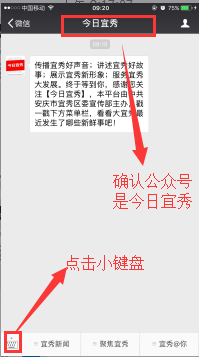 中国移动 09:20 75%
微信 今日宜秀
今日宜秀
传播宜秀好声音；讲述宜秀好故
事；展示宜秀新形象；服务宜秀
大发展。终于等到你，感谢您关
注【今日宜秀】，本平台由中共
安庆市宜秀区委宣传部主办。戳
一戳下方菜单栏，看看大宜秀最
近发生了哪些新鲜事吧！
确认公众号
是今日宜秀
点击小键盘
宜秀新闻 聚焦宜秀 宜秀@你